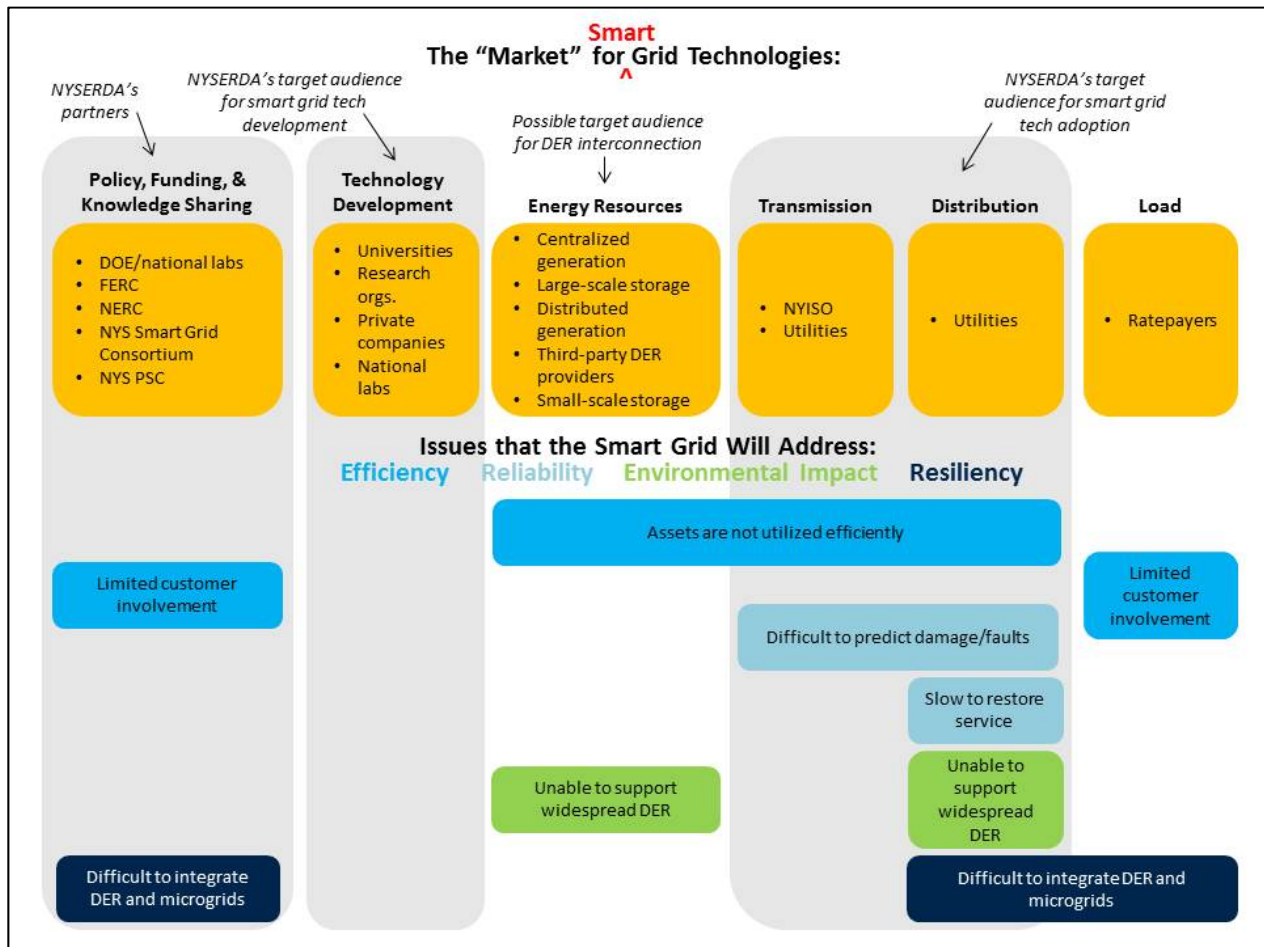 Smart
The “Market” for Grid Technologies:
^
NYSERDA’s
partners
NYSERDA’s target audience
for smart grid tech
development
Possible target audience
for DER interconnection
NYSERDA’s target
audience for smart grid
tech adoption
Policy, Funding, &
Knowledge Sharing
Technology
Development
Energy Resources
Transmission
Distribution
Load
• DOE/national labs
• FERC
• NERC
• NYS Smart Grid
Consortium
• NYS PSC
• Universities
• Research
orgs.
• Private
companies
• National
labs
• Centralized
generation
• Large-scale storage
• Distributed
generation
• Third-party DER
providers
• Small-scale storage
• NYISO
• Utilities
• Utilities
• Ratepayers
Issues that the Smart Grid Will Address:
Efficiency Reliability Environmental Impact Resiliency
Assets are not utilized efficiently
Limited customer
involvement
Limited
customer
involvement
Difficult to predict damage/faults
Slow to restore
service
Unable to support
widespread DER
Unable to
support
widespread
DER
Difficult to integrate
DER and microgrids
Difficult to integrate DER and
microgrids